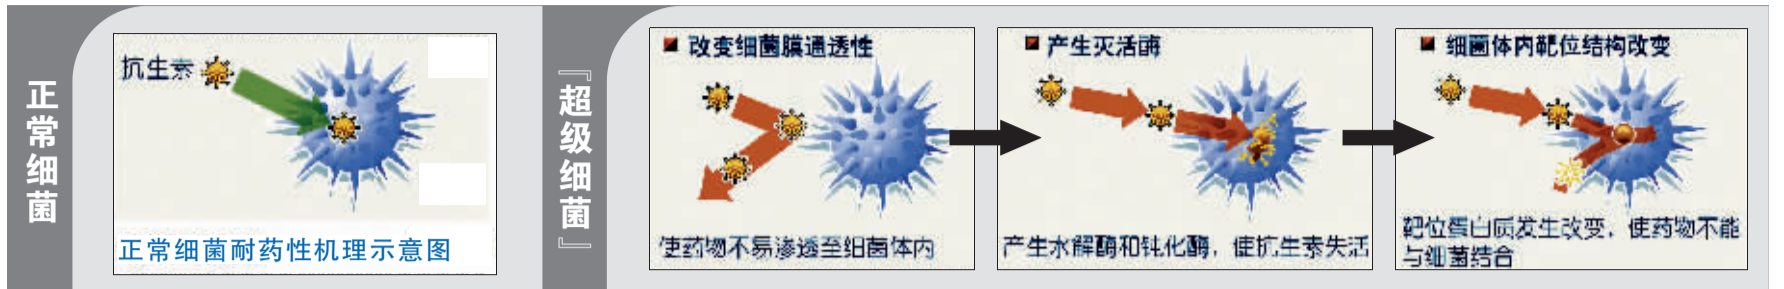 正常细菌
抗生素
正常细菌耐药性机理示意图
『超级细菌』
改变细菌膜通透性
使药物不易渗透至细菌体内
产生灭活酶
产生水解酶和钝化酶，使抗生素失活
细菌体内靶位结构改变
靶位蛋白质发生改变，使药物不能
与细菌结合